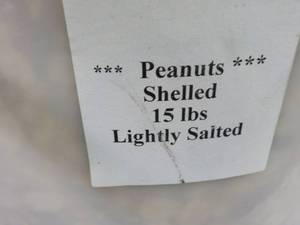 *** Peanuts ***
Shelled
15 lbs
Lightly Salted